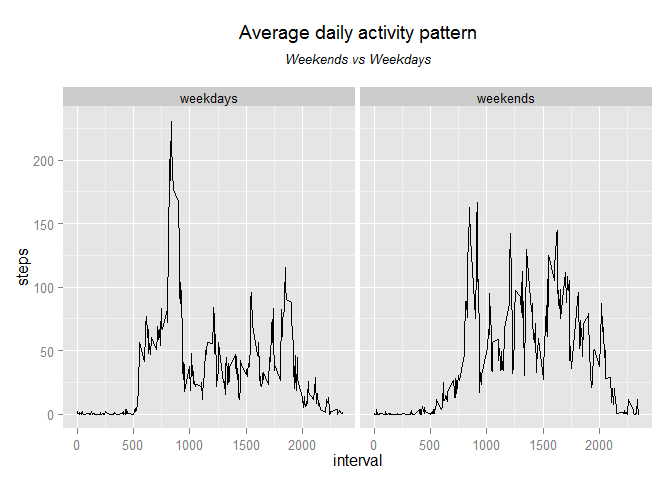 Average daily activity pattern
Weekends vs Weekdays
weekdays
weekends
steps
200
150
100
50
0
0 500 1000 1500 2000
0 500 1000 1500 2000
interval